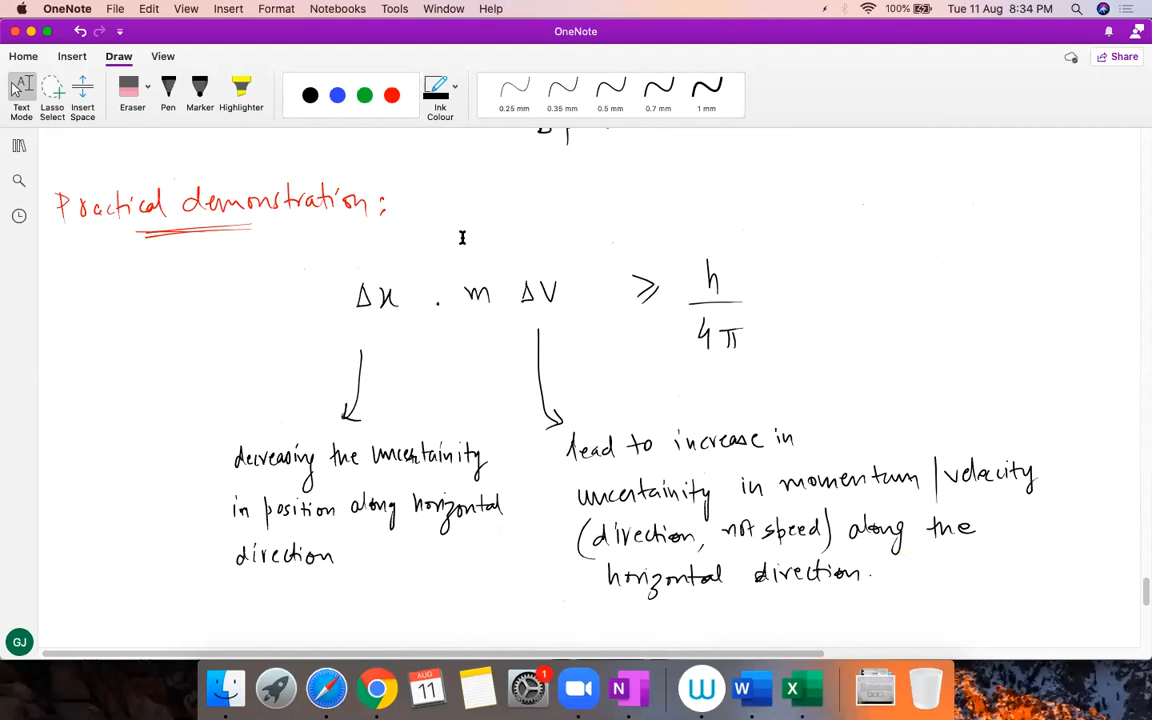 OneNote File Edit View Insert Format Notebooks Tools Window Help 100% Tue 11 Aug 8:34 PM
OneNote
Home Insert Draw View Share
Text Mode
Lasso Select
Insert Space
Eraser
Pen
Marker
Highlighter
Ink Colour
0.25 mm 0.35 mm 0.5 mm 0.7 mm 1 mm
Practical demonstration:
Δx . m ΔV ≥ h
4π
decreasing the uncertainity
in position along horizontal
direction
lead to increase in
uncertainity in momentum | velocity
(direction, not speed) along the
horizontal direction.
GJ
AUG
11
1
N
W
W
X